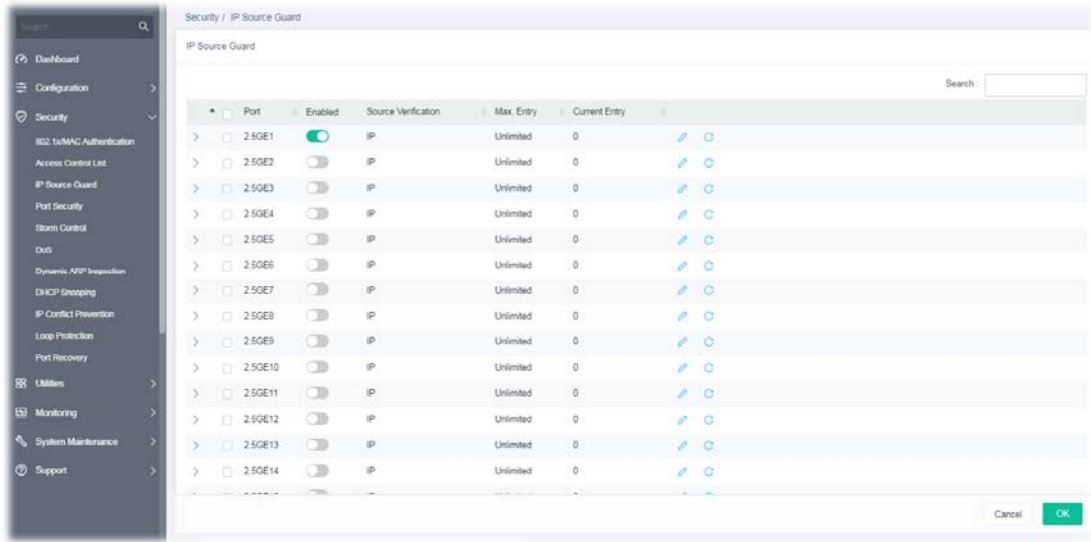 Security / IP Source Guard
Search...
IP Source Guard
Dashboard
Configuration
Security
802.1x/MAC Authentication
Access Control List
IP Source Guard
Port Security
Storm Control
DoS
Dynamic ARP Inspection
DHCP Snooping
IP Conflict Prevention
Loop Protection
Port Recovery
Utilities
Monitoring
System Maintenance
Support
Search :
Port Enabled Source Verification Max. Entry Current Entry
2.5GE1 IP Unlimited 0
2.5GE2 IP Unlimited 0
2.5GE3 IP Unlimited 0
2.5GE4 IP Unlimited 0
2.5GE5 IP Unlimited 0
2.5GE6 IP Unlimited 0
2.5GE7 IP Unlimited 0
2.5GE8 IP Unlimited 0
2.5GE9 IP Unlimited 0
2.5GE10 IP Unlimited 0
2.5GE11 IP Unlimited 0
2.5GE12 IP Unlimited 0
2.5GE13 IP Unlimited 0
2.5GE14 IP Unlimited 0
Cancel OK